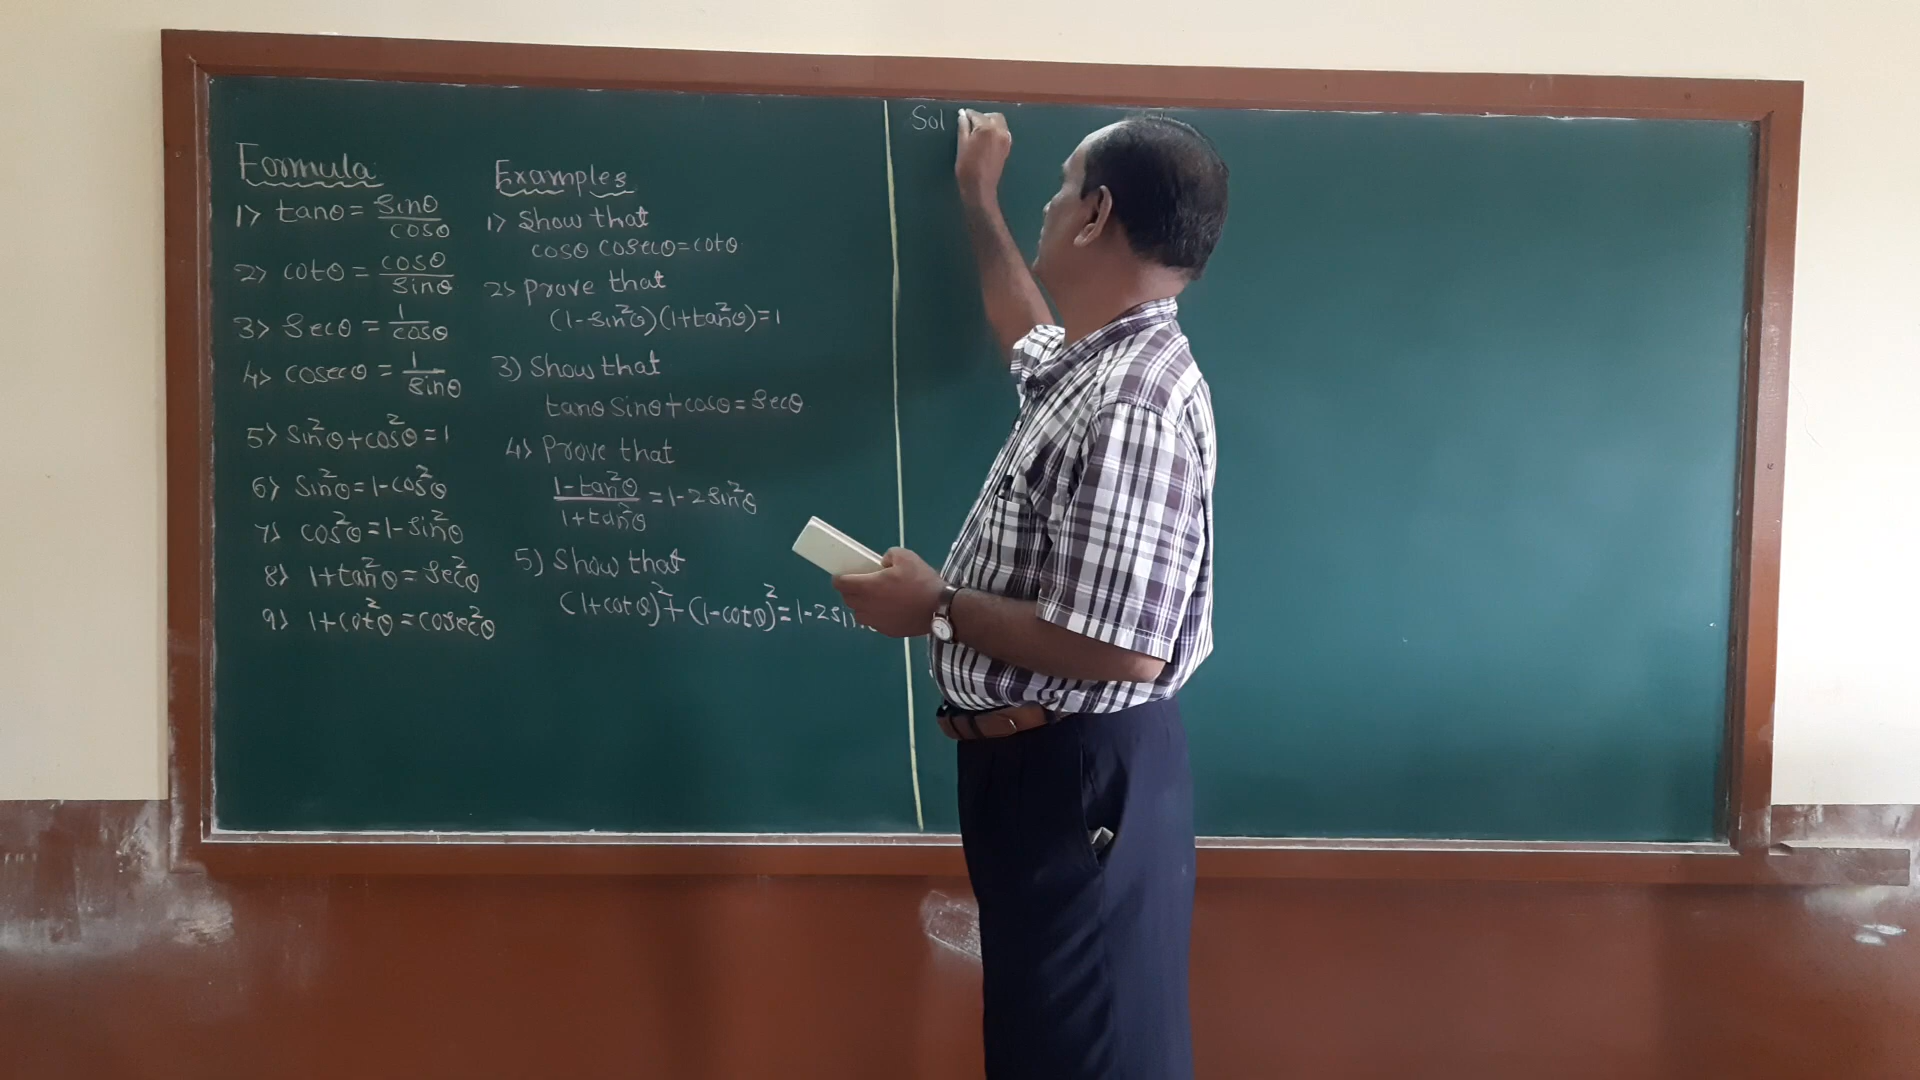 Formula
1> tanθ = sinθ/cosθ
2> cotθ = cosθ/sinθ
3> secθ = 1/cosθ
4> cosecθ = 1/sinθ
5> sin²θ+cos²θ=1
6> sin²θ=1-cos²θ
7> cos²θ=1-sin²θ
8> 1+tan²θ=sec²θ
9> 1+cot²θ=cosec²θ
Examples
1> Show that
cosθ cosecθ=cotθ
2> prove that
(1-sin²θ)(1+tan²θ)=1
3) Show that
tanθ sinθ+cosθ=secθ
4> Prove that
1-tan²θ/1+tan²θ = 1-2sin²θ
5) Show that
(1+cotθ)²+(1-cotθ)²=1-2
Sol